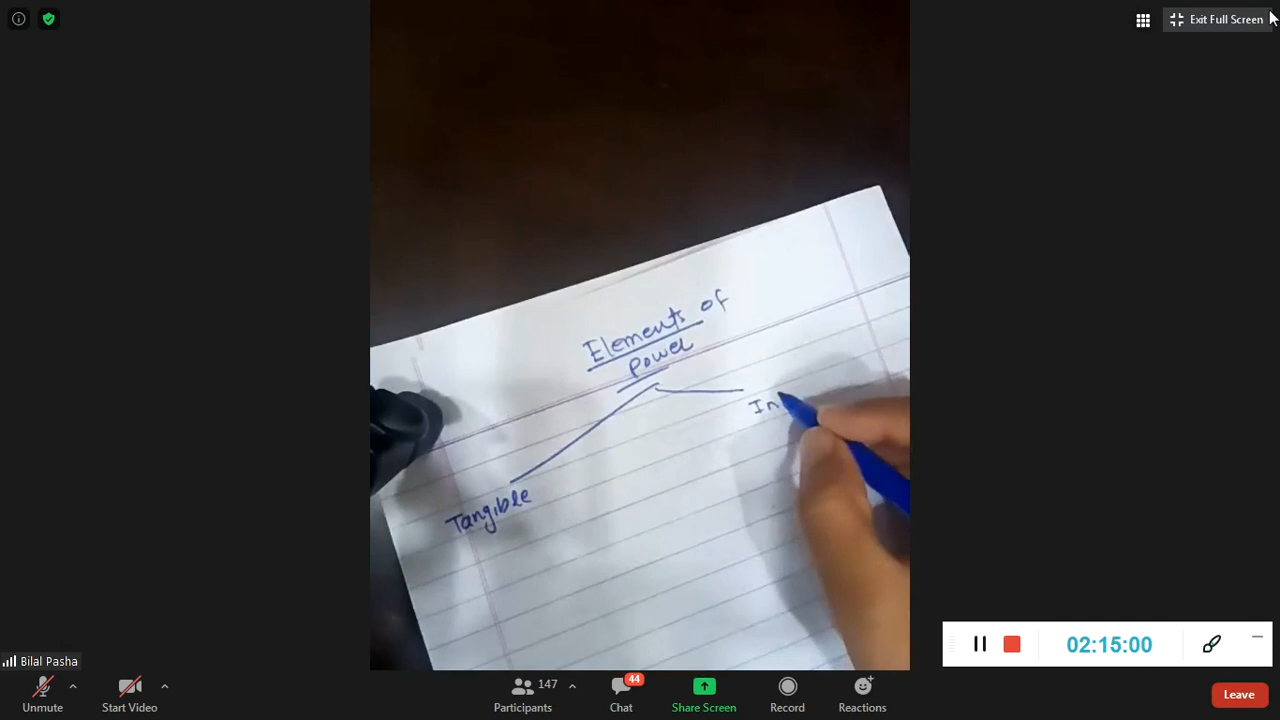 Exit Full Screen
Elements of
Power
In
Tangible
02:15:00
Bilal Pasha
Unmute
Start Video
147
Participants
44
Chat
Share Screen
Record
Reactions
Leave